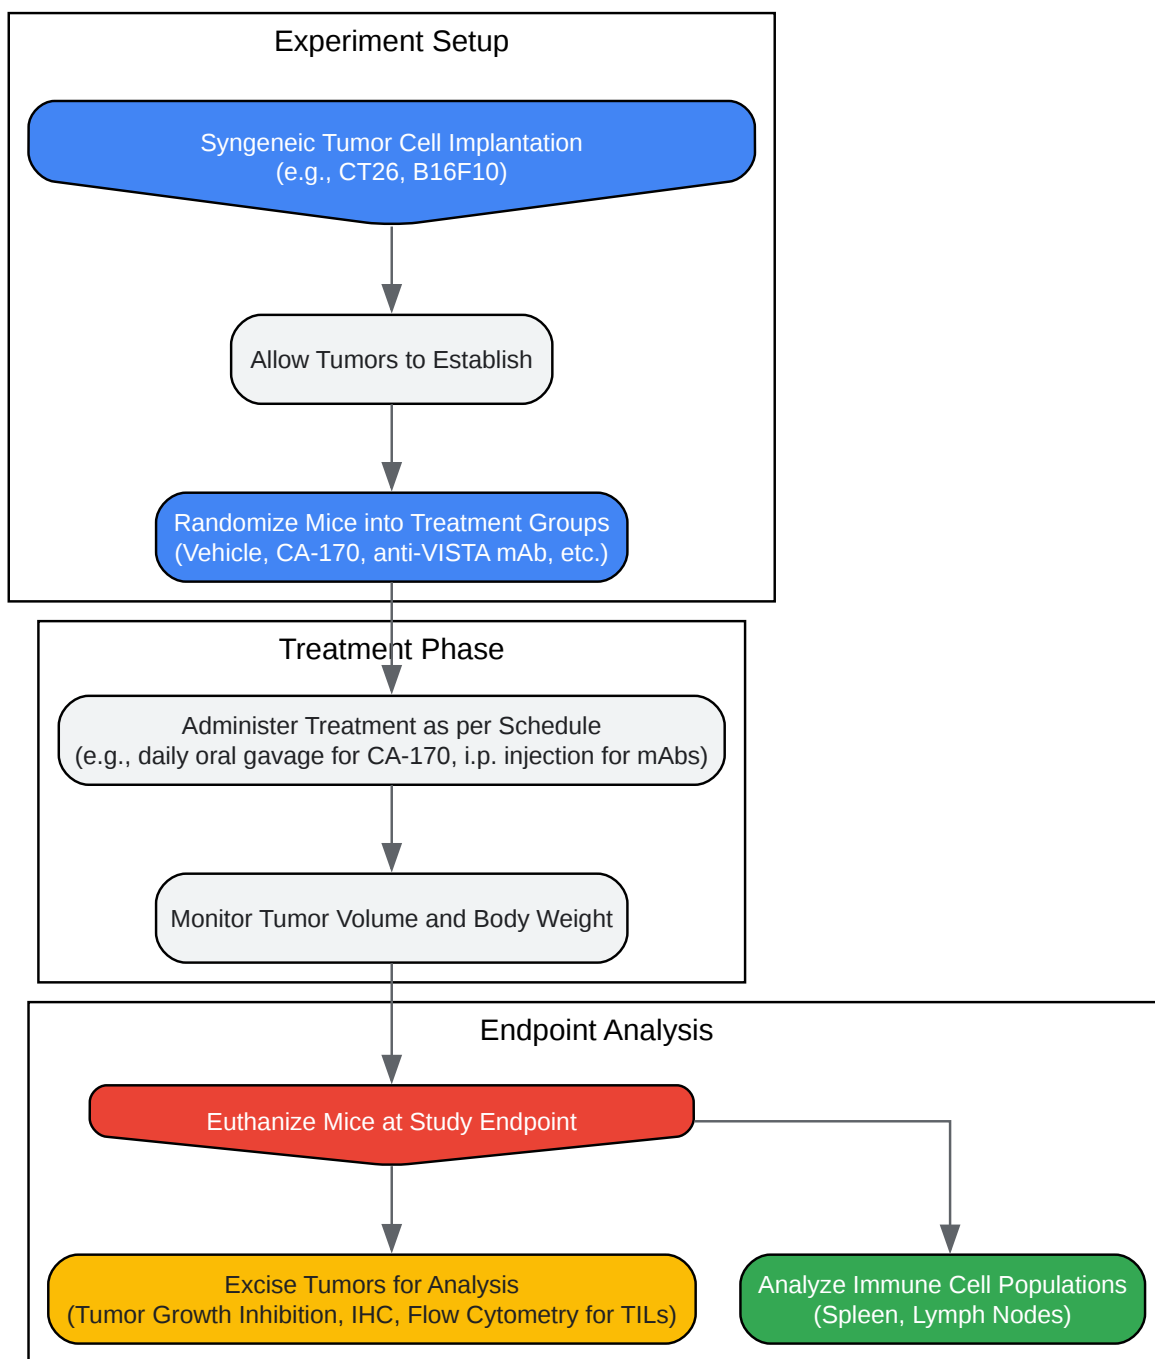 Experiment Setup
Syngeneic Tumor Cell Implantation
(e.g., CT26, B16F10)
Allow Tumors to Establish
Randomize Mice into Treatment Groups
(Vehicle, CA-170, anti-VISTA mAb, etc.)
Treatment Phase
Administer Treatment as per Schedule
(e.g., daily oral gavage for CA-170, i.p. injection for mAbs)
Monitor Tumor Volume and Body Weight
Endpoint Analysis
Euthanize Mice at Study Endpoint
Excise Tumors for Analysis
(Tumor Growth Inhibition, IHC, Flow Cytometry for TILs)
Analyze Immune Cell Populations
(Spleen, Lymph Nodes)